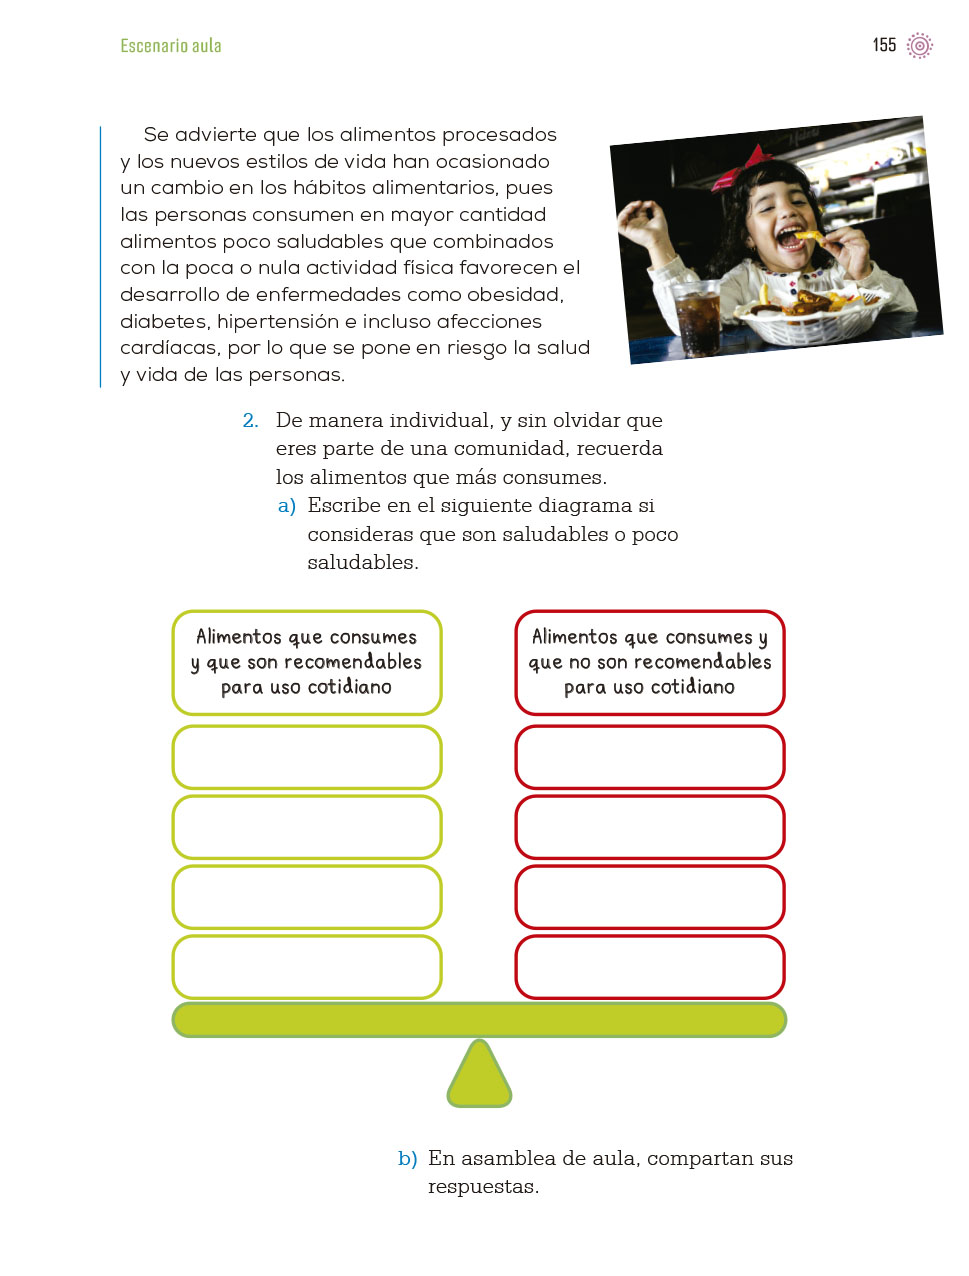 Escenario aula
155
Se advierte que los alimentos procesados
y los nuevos estilos de vida han ocasionado
un cambio en los hábitos alimentarios, pues
las personas consumen en mayor cantidad
alimentos poco saludables que combinados
con la poca o nula actividad física favorecen el
desarrollo de enfermedades como obesidad,
diabetes, hipertensión e incluso afecciones
cardíacas, por lo que se pone en riesgo la salud
y vida de las personas.
2. De manera individual, y sin olvidar que
eres parte de una comunidad, recuerda
los alimentos que más consumes.
a) Escribe en el siguiente diagrama si
consideras que son saludables o poco
saludables.
Alimentos que consumes
y que son recomendables
para uso cotidiano
Alimentos que consumes y
que no son recomendables
para uso cotidiano
b) En asamblea de aula, compartan sus
respuestas.